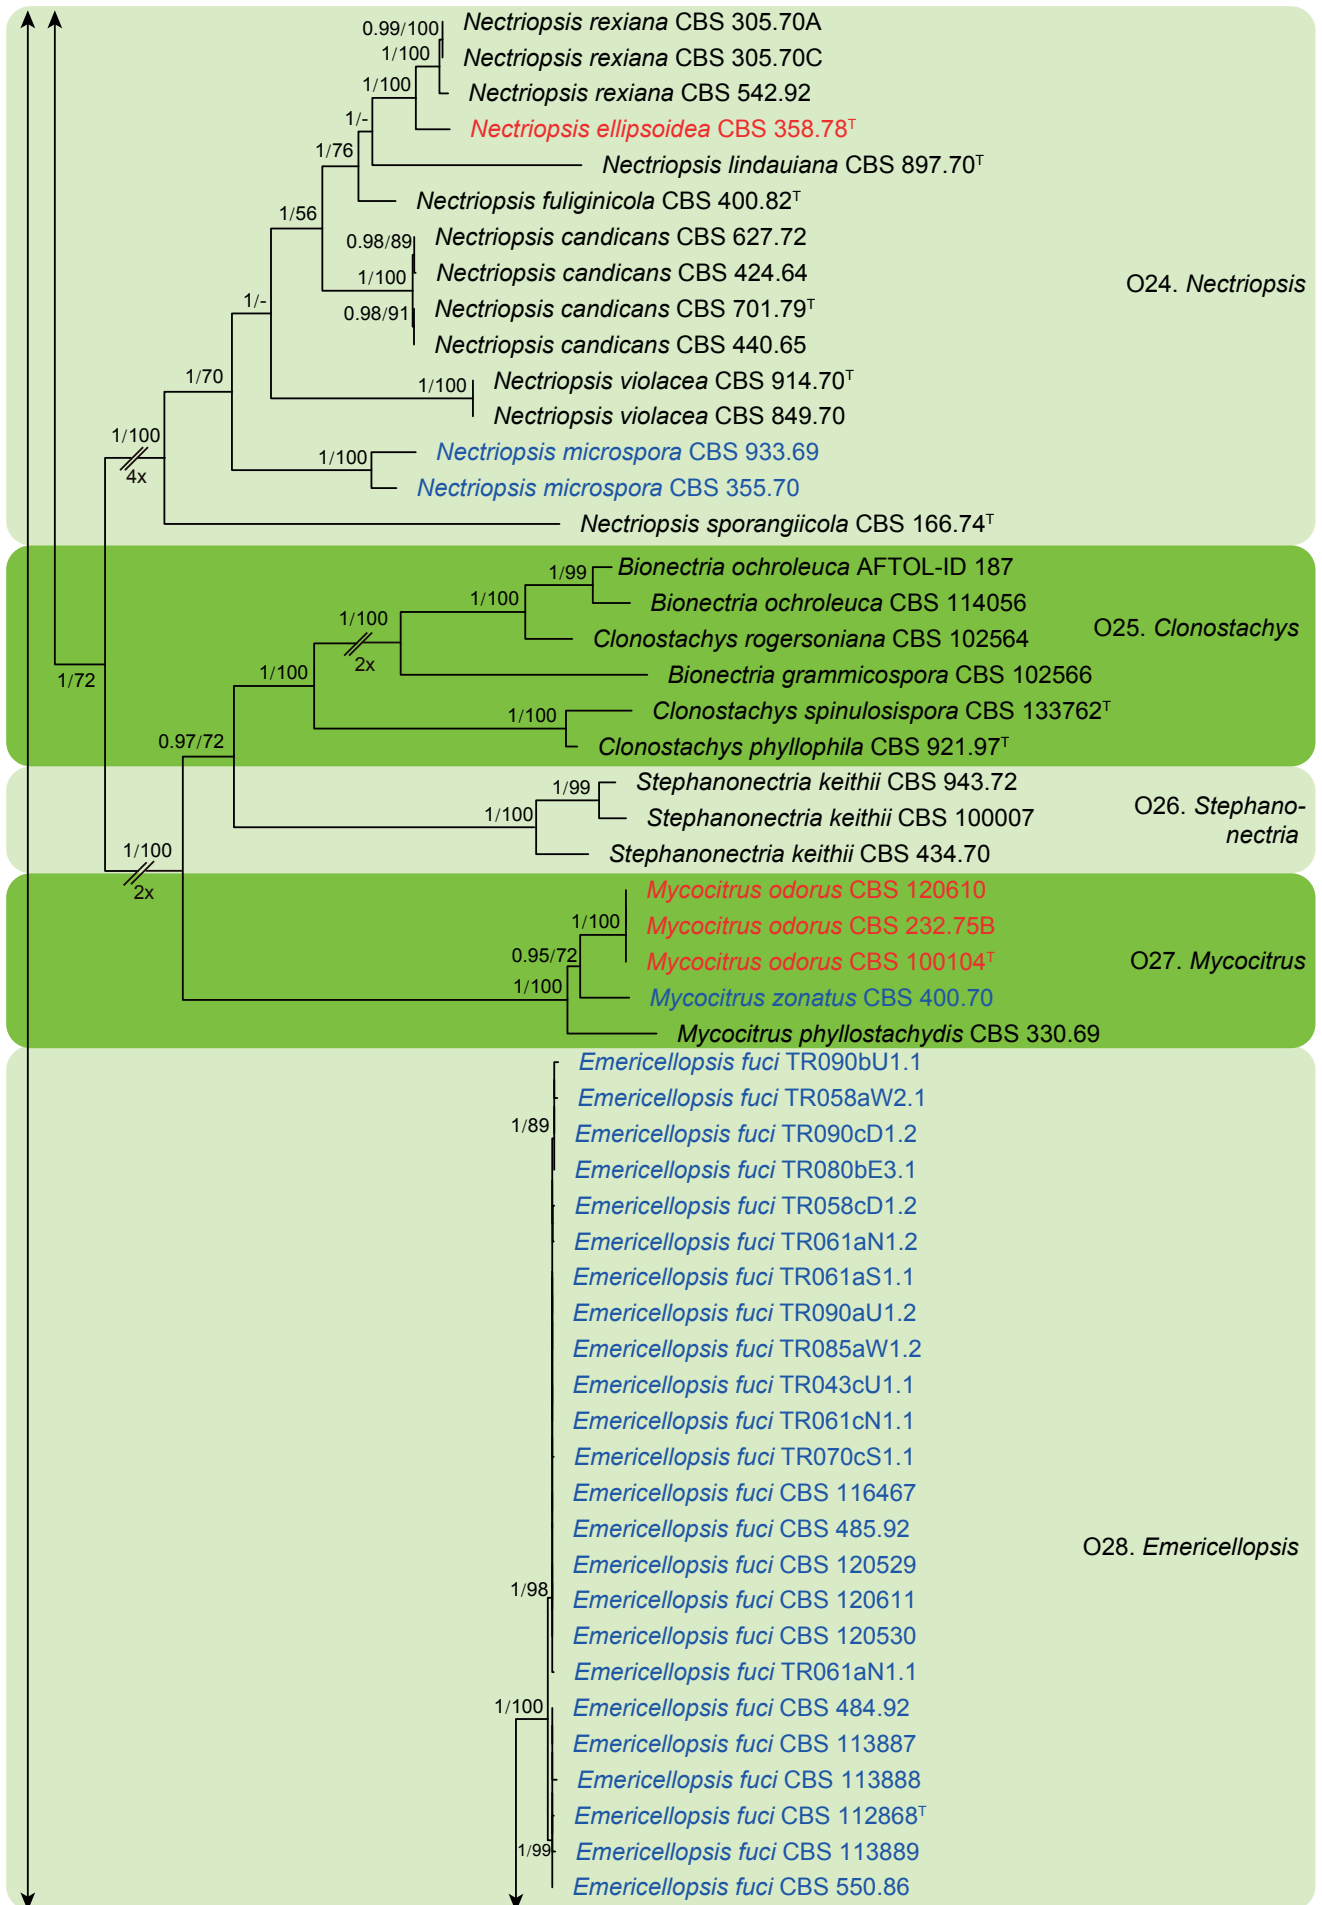 0.99/100
Nectriopsis rexiana CBS 305.70A
1/100
Nectriopsis rexiana CBS 305.70C
1/100
Nectriopsis rexiana CBS 542.92
1/-
Nectriopsis ellipsoidea CBS 358.78T
1/76
Nectriopsis lindauiana CBS 897.70T
Nectriopsis fuliginicola CBS 400.82T
1/56
0.98/89
Nectriopsis candicans CBS 627.72
1/100
Nectriopsis candicans CBS 424.64
O24. Nectriopsis
1/-
0.98/91
Nectriopsis candicans CBS 701.79T
Nectriopsis candicans CBS 440.65
1/70
1/100
Nectriopsis violacea CBS 914.70T
Nectriopsis violacea CBS 849.70
1/100
4x
1/100
Nectriopsis microspora CBS 933.69
Nectriopsis microspora CBS 355.70
Nectriopsis sporangiicola CBS 166.74T
1/99
Bionectria ochroleuca AFTOL-ID 187
1/100
Bionectria ochroleuca CBS 114056
1/100
2x
Clonostachys rogersoniana CBS 102564
O25. Clonostachys
1/72
1/100
Bionectria grammicospora CBS 102566
1/100
Clonostachys spinulosispora CBS 133762T
0.97/72
Clonostachys phyllophila CBS 921.97T
1/99
Stephanonectria keithii CBS 943.72
1/100
Stephanonectria keithii CBS 100007
O26. Stephano-
nectria
1/100
2x
Stephanonectria keithii CBS 434.70
Mycocitrus odorus CBS 120610
1/100
Mycocitrus odorus CBS 232.75B
0.95/72
Mycocitrus odorus CBS 100104T
O27. Mycocitrus
1/100
Mycocitrus zonatus CBS 400.70
Mycocitrus phyllostachydis CBS 330.69
Emericellopsis fuci TR090bU1.1
Emericellopsis fuci TR058aW2.1
1/89
Emericellopsis fuci TR090cD1.2
Emericellopsis fuci TR080bE3.1
Emericellopsis fuci TR058cD1.2
Emericellopsis fuci TR061aN1.2
Emericellopsis fuci TR061aS1.1
Emericellopsis fuci TR090aU1.2
Emericellopsis fuci TR085aW1.2
Emericellopsis fuci TR043cU1.1
Emericellopsis fuci TR061cN1.1
Emericellopsis fuci TR070cS1.1
Emericellopsis fuci CBS 116467
Emericellopsis fuci CBS 485.92
O28. Emericellopsis
Emericellopsis fuci CBS 120529
1/98
Emericellopsis fuci CBS 120611
Emericellopsis fuci CBS 120530
Emericellopsis fuci TR061aN1.1
1/100
Emericellopsis fuci CBS 484.92
Emericellopsis fuci CBS 113887
Emericellopsis fuci CBS 113888
Emericellopsis fuci CBS 112868T
1/99
Emericellopsis fuci CBS 113889
Emericellopsis fuci CBS 550.86